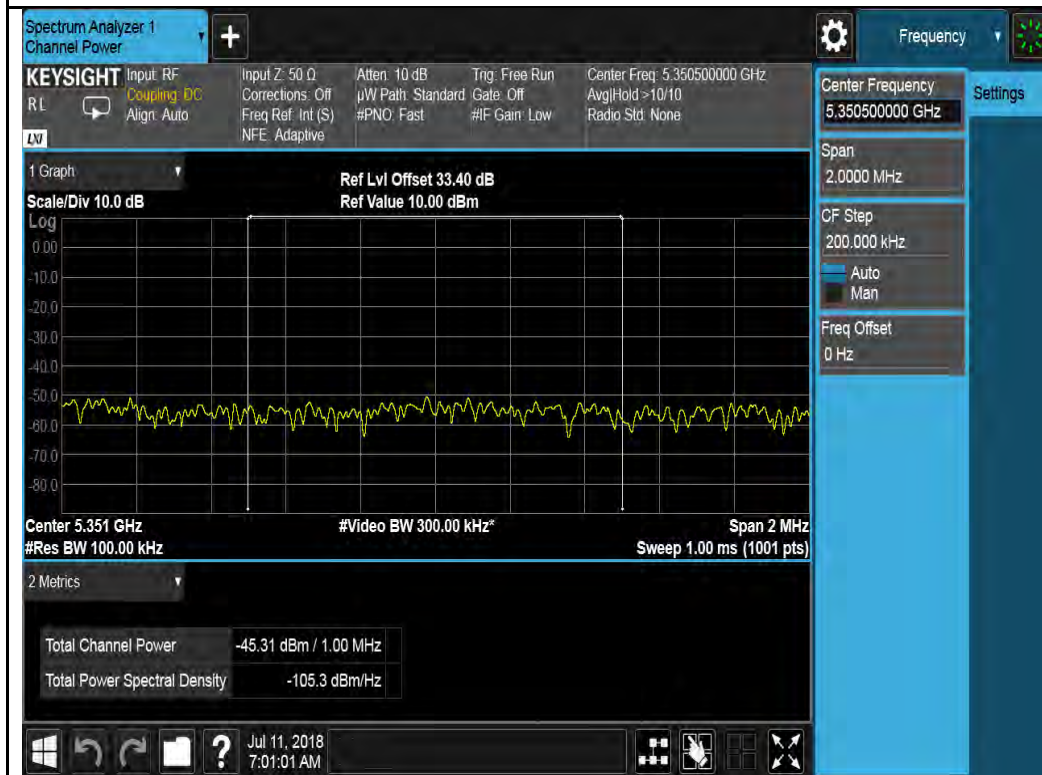 Spectrum Analyzer 1
Channel Power
+
Frequency
KEYSIGHT
RL
LXI
Input: RF
Coupling: DC
Align: Auto
Input Z: 50 Ω
Corrections: Off
Freq Ref: Int (S)
NFE: Adaptive
Atten: 10 dB
µW Path: Standard
#PNO: Fast
Trig: Free Run
Gate: Off
#IF Gain: Low
Center Freq: 5.350500000 GHz
Avg|Hold >10/10
Radio Std: None
Center Frequency
5.350500000 GHz
Settings
Span
2.0000 MHz
CF Step
200.000 kHz
Auto
Man
Freq Offset
0 Hz
1 Graph
Scale/Div 10.0 dB
Ref Lvl Offset 33.40 dB
Ref Value 10.00 dBm
Log
0.00
-10.0
-20.0
-30.0
-40.0
-50.0
-60.0
-70.0
-80.0
Center 5.351 GHz
#Res BW 100.00 kHz
#Video BW 300.00 kHz*
Span 2 MHz
Sweep 1.00 ms (1001 pts)
2 Metrics
Total Channel Power -45.31 dBm / 1.00 MHz
Total Power Spectral Density -105.3 dBm/Hz
?
Jul 11, 2018
7:01:01 AM